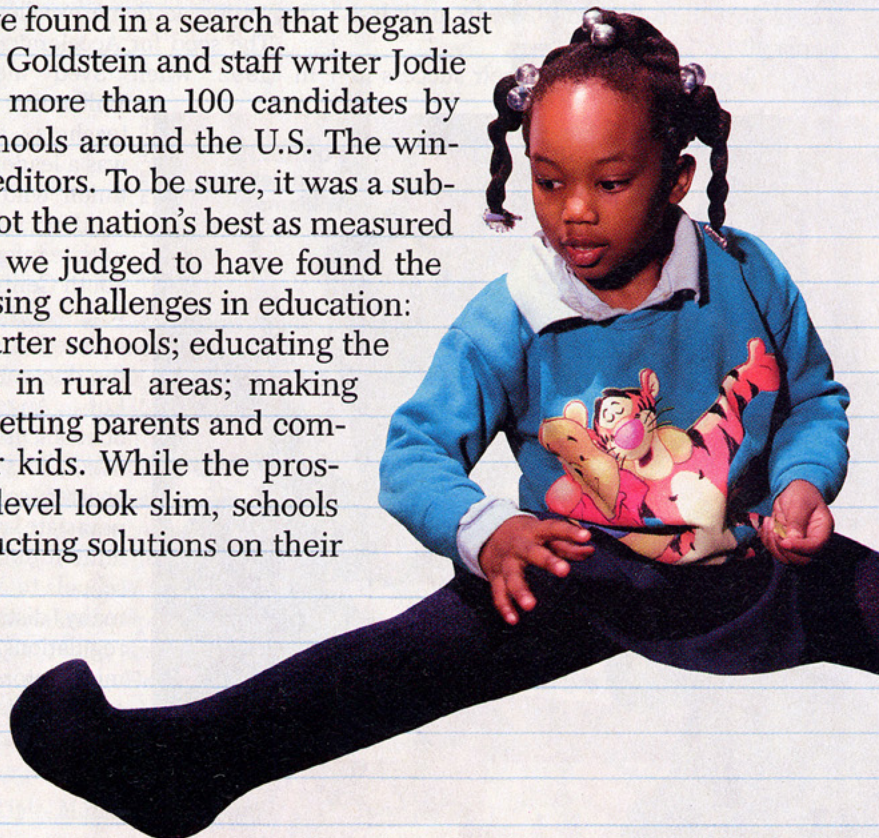 e found in a search that began last
Goldstein and staff writer Jodie
more than 100 candidates by
hools around the U.S. The win-
editors. To be sure, it was a sub-
ot the nation's best as measured
we judged to have found the
sing challenges in education:
arter schools; educating the
in rural areas; making
etting parents and com-
r kids. While the pros-
level look slim, schools
ucting solutions on their